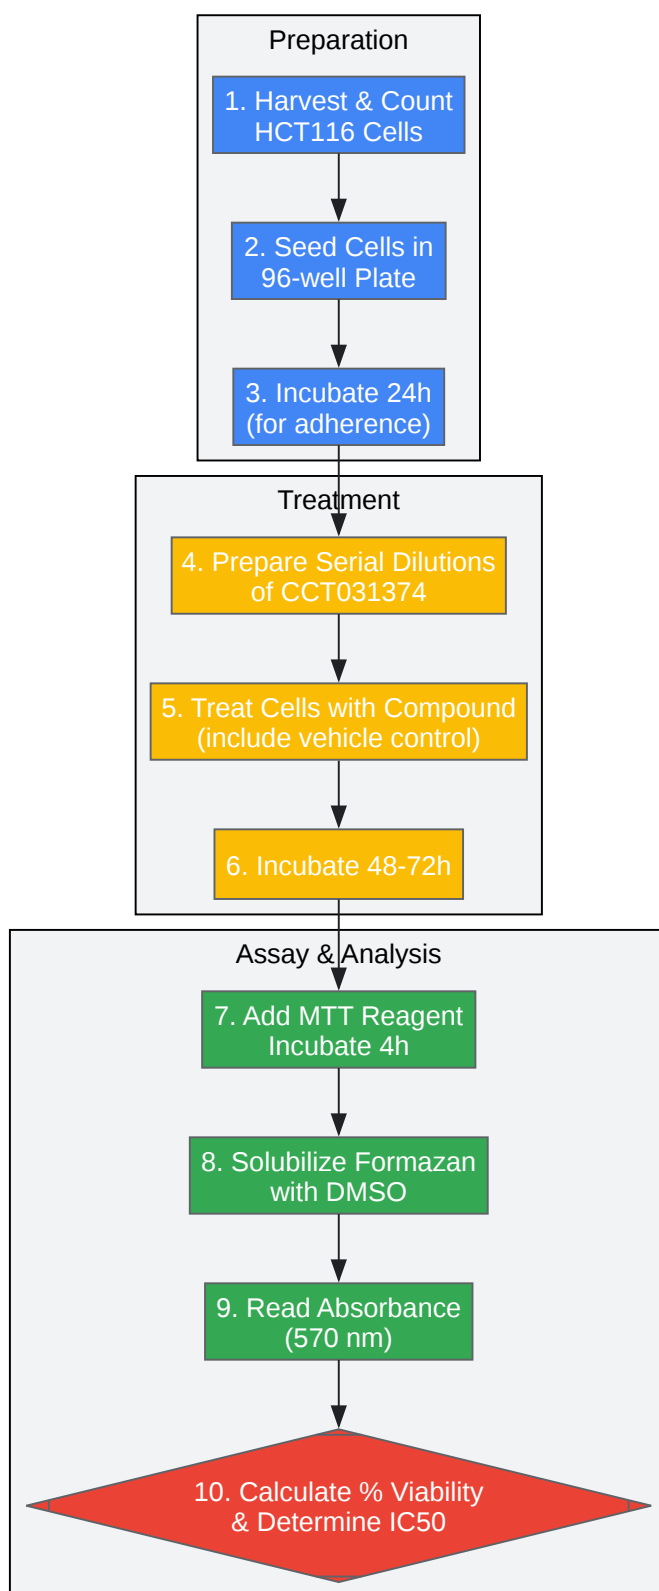 Preparation
1. Harvest & Count
HCT116 Cells
2. Seed Cells in
96-well Plate
3. Incubate 24h
(for adherence)
Treatment
4. Prepare Serial Dilutions
of CCT031374
5. Treat Cells with Compound
(include vehicle control)
6. Incubate 48-72h
Assay & Analysis
7. Add MTT Reagent
Incubate 4h
8. Solubilize Formazan
with DMSO
9. Read Absorbance
(570 nm)
10. Calculate % Viability
& Determine IC50